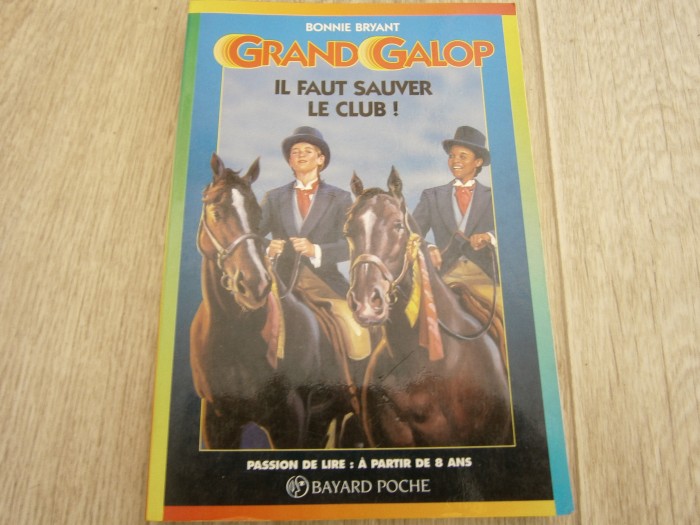 BONNIE BRYANT
GRAND GALOP
IL FAUT SAUVER
LE CLUB !
PASSION DE LIRE : À PARTIR DE 8 ANS
BAYARD POCHE